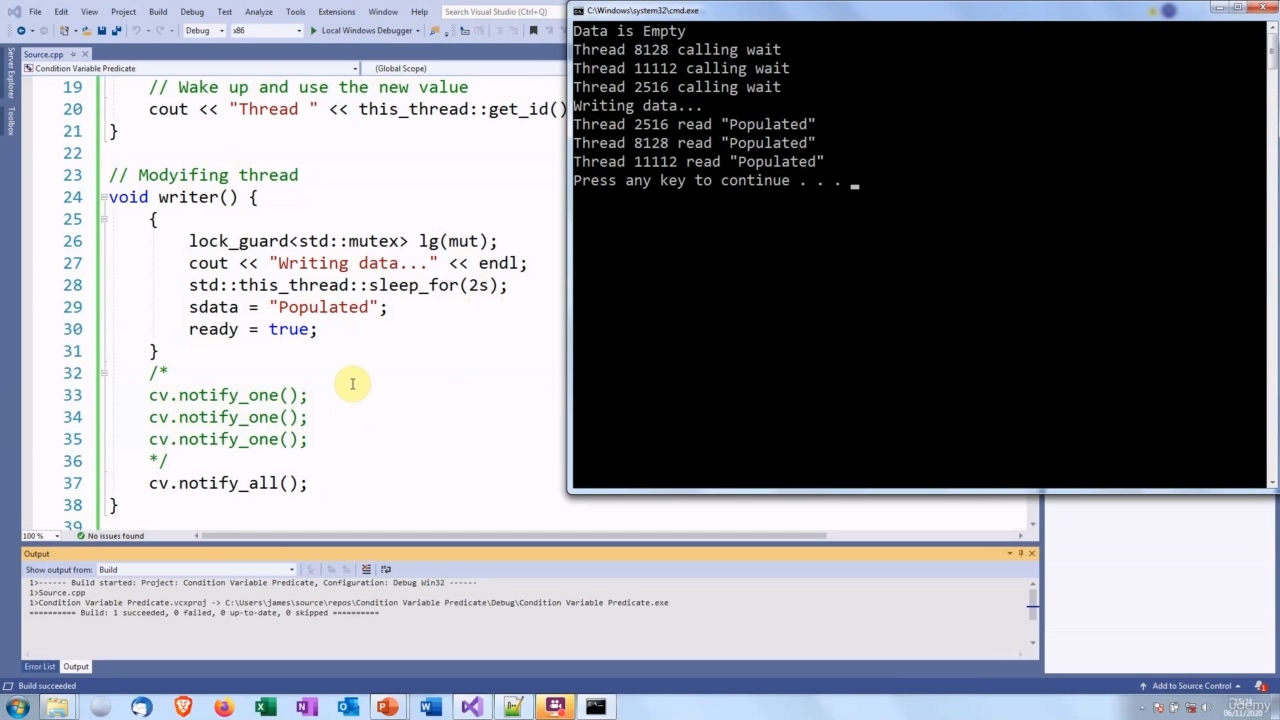 File Edit View Project Build Debug Test Analyze Tools Extensions Window Help Search Visual Studio (Ctrl+Q)
C:\Windows\system32\cmd.exe
Debug x86 Local Windows Debugger
Source.cpp
Condition Variable Predicate (Global Scope)
Server Explorer
Toolbox
19 // Wake up and use the new value
20 cout << "Thread " << this_thread::get_id()
21 }
22
23 // Modyifing thread
24 void writer() {
25 {
26 lock_guard<std::mutex> lg(mut);
27 cout << "Writing data..." << endl;
28 std::this_thread::sleep_for(2s);
29 sdata = "Populated";
30 ready = true;
31 }
32 /*
33 cv.notify_one();
34 cv.notify_one();
35 cv.notify_one();
36 */
37 cv.notify_all();
38 }
39
Data is Empty
Thread 8128 calling wait
Thread 11112 calling wait
Thread 2516 calling wait
Writing data...
Thread 2516 read "Populated"
Thread 8128 read "Populated"
Thread 11112 read "Populated"
Press any key to continue . . .
100 % No issues found
Output
Show output from: Build
1>------ Build started: Project: Condition Variable Predicate, Configuration: Debug Win32 ------
1>Source.cpp
1>Condition Variable Predicate.vcxproj -> C:\Users\james\source\repos\Condition Variable Predicate\Debug\Condition Variable Predicate.exe
========== Build: 1 succeeded, 0 failed, 0 up-to-date, 0 skipped ==========
Error List Output
Build succeeded Add to Source Control
06/11/2020
udemy